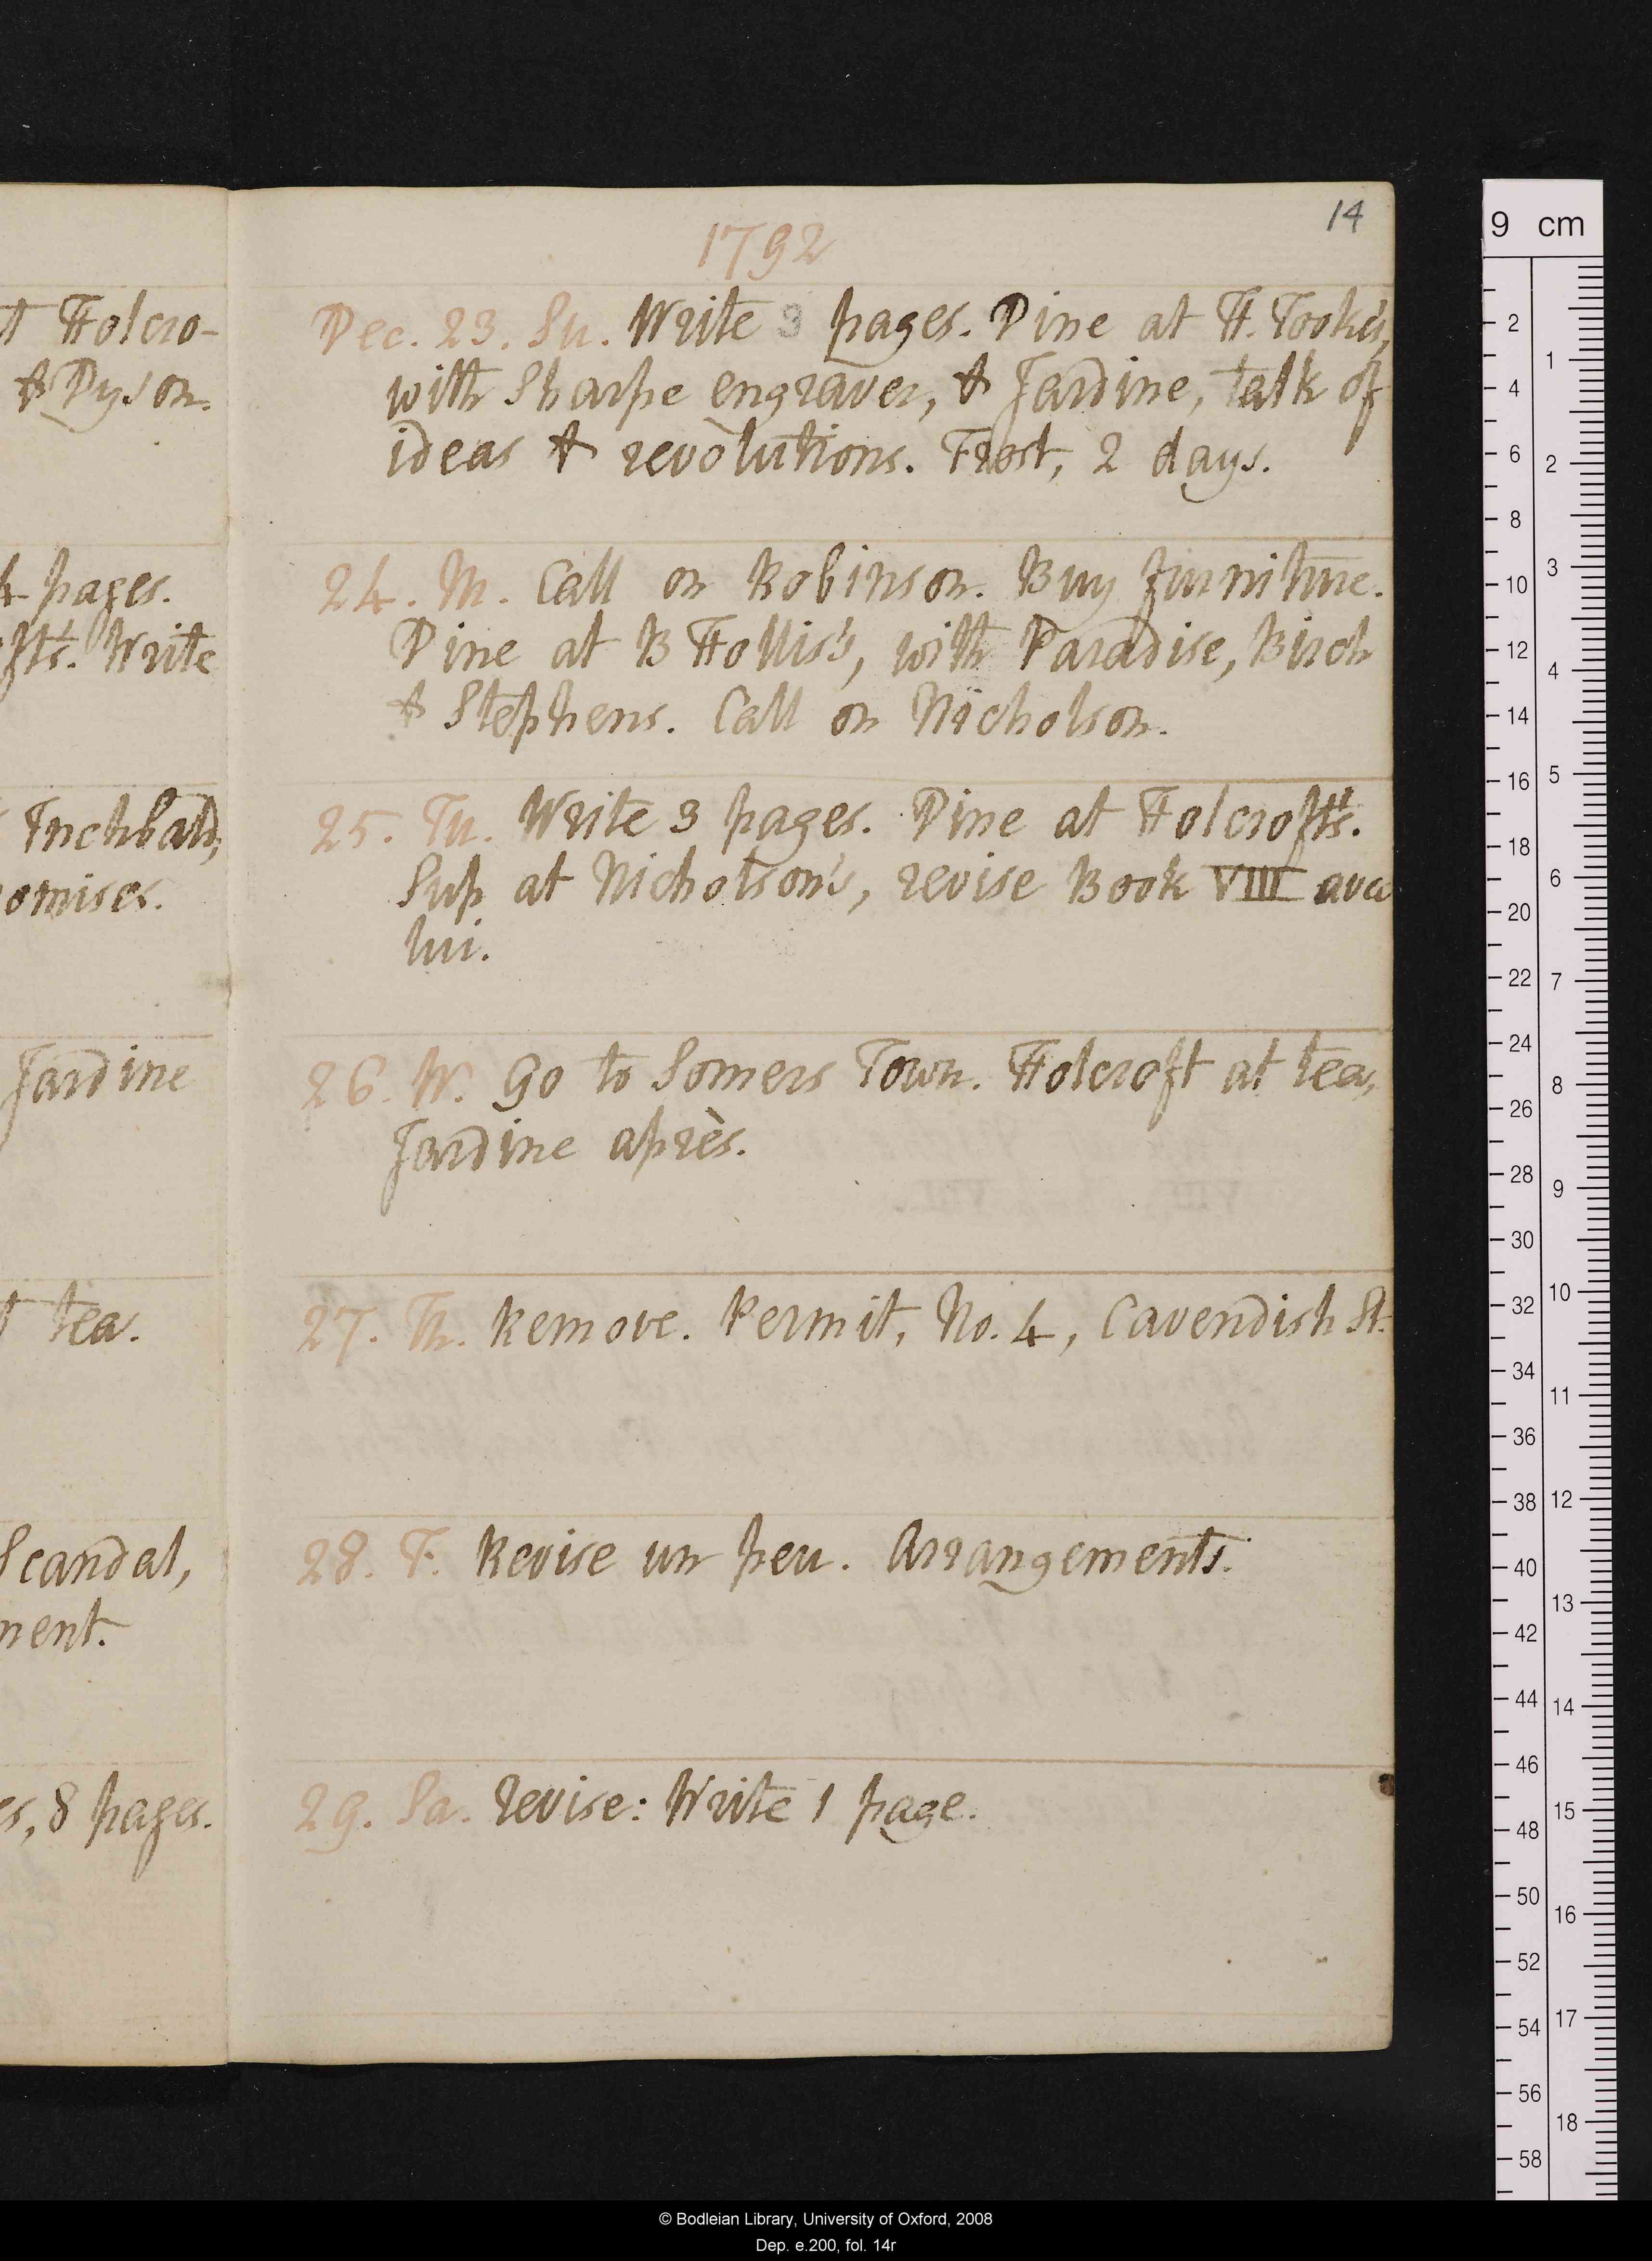 14
1792
Dec. 23. Su. Write 3 pages. Dine at H. Tooke's,
with Sharpe engraver, & Jardine, talk of
ideas & revolutions. Frost, 2 days.
24. M. Call on Robinson. Buy furniture.
Dine at B Hollis's, with Paradise, Birch
& Stephens. Call on Nicholson.
25. Tu. Write 3 pages. Dine at Holcroft's.
Sup at Nicholson's, revise Book VIII avec
lui.
26. W. Go to Somers Town. Holcroft at tea,
Jardine après.
27. Th. Remove. Permit, No. 4, Cavendish St.
28. F. Revise un peu. Arrangements.
29. Sa. revise: Write 1 page.
t Holcro-
& Dyson.
4 pages.
fts. Write
Inchbald,
omises.
Jardine
t tea.
Scandal,
ment.
es, 8 pages.
9 cm
2
4
6
8
10
12
14
16
18
20
22
24
26
28
30
32
34
36
38
40
42
44
46
48
50
52
54
56
58
1
2
3
4
5
6
7
8
9
10
11
12
13
14
15
16
17
18
© Bodleian Library, University of Oxford, 2008
Dep. e.200, fol. 14r